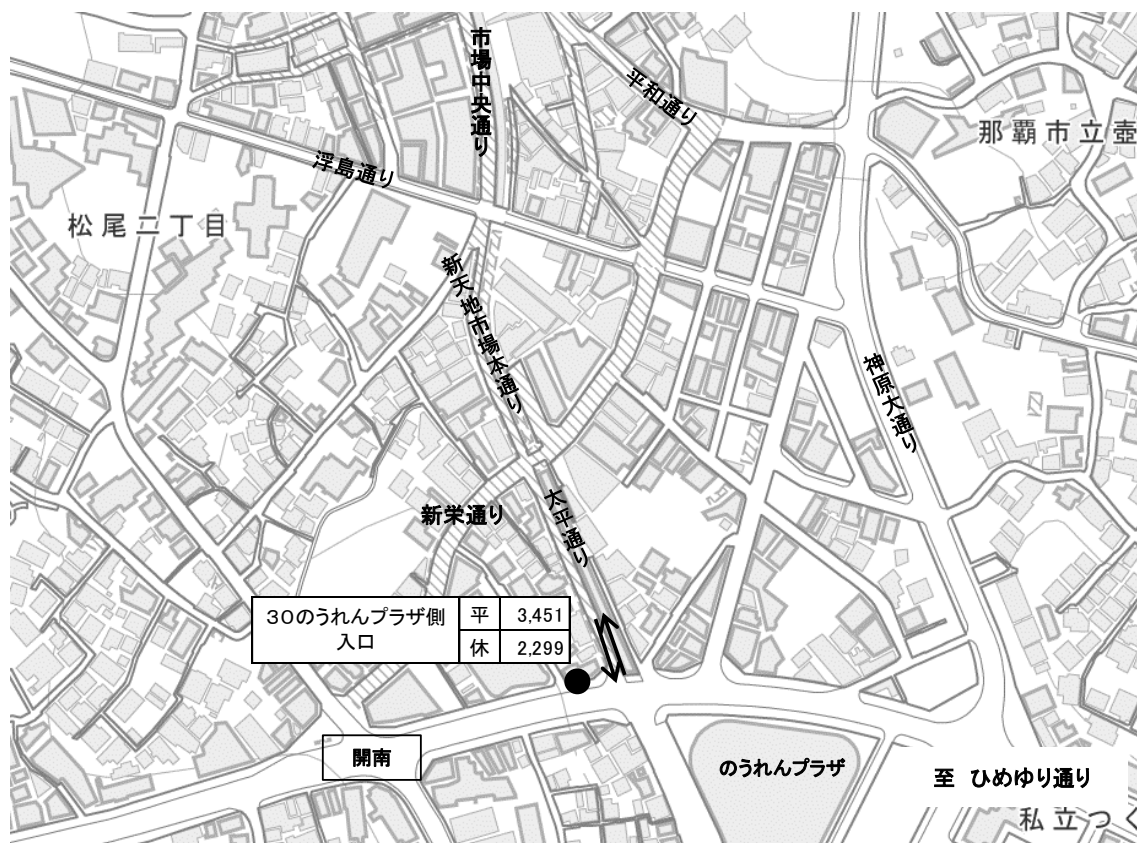 市場中央通り
平和通り
那覇市立壺
浮島通り
松尾二丁目
新天地市場本通り
神原大通り
太平通り
新栄通り
30のうれんプラザ側
入口
平 3,451
休 2,299
開南
のうれんプラザ
至 ひめゆり通り
私立つく